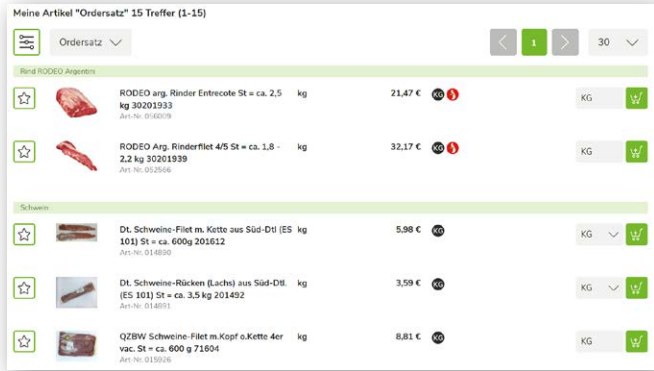 Meine Artikel "Ordersatz" 15 Treffer (1-15)
Ordersatz 1 30
Rind RODEO Argentini
RODEO arg. Rinder Entrecote St = ca. 2,5 kg 21,47 € KG KG
kg 30201933
Art-Nr. 056009
RODEO Arg. Rinderfilet 4/5 St = ca. 1,8 - kg 32,17 € KG KG
2,2 kg 30201939
Art-Nr. 052566
Schwein
Dt. Schweine-Filet m. Kette aus Süd-Dtl (ES kg 5,98 € KG KG
101) St = ca. 600g 201612
Art-Nr. 014890
Dt. Schweine-Rücken (Lachs) aus Süd-Dtl. kg 3,59 € KG KG
(ES 101) St = ca. 3,5 kg 201492
Art-Nr. 014891
QZBW Schweine-Filet m.Kopf o.Kette 4er kg 8,81 € KG KG
vac. St = ca. 600 g 71604
Art-Nr. 015926